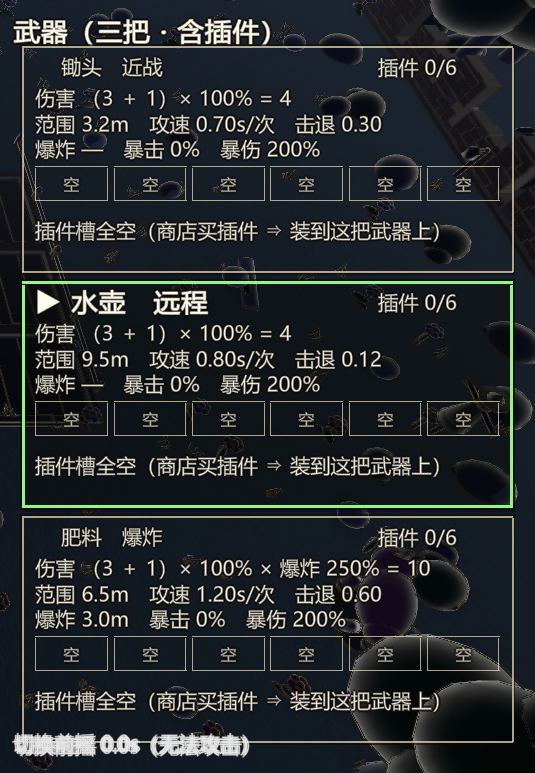 武器（三把 · 含插件）
锄头 近战 插件 0/6
伤害 （3 + 1）× 100% = 4
范围 3.2m 攻速 0.70s/次 击退 0.30
爆炸 — 暴击 0% 暴伤 200%
空 空 空 空 空 空
插件槽全空（商店买插件 ⇒ 装到这把武器上）
▶ 水壶 远程 插件 0/6
伤害 （3 + 1）× 100% = 4
范围 9.5m 攻速 0.80s/次 击退 0.12
爆炸 — 暴击 0% 暴伤 200%
空 空 空 空 空 空
插件槽全空（商店买插件 ⇒ 装到这把武器上）
肥料 爆炸 插件 0/6
伤害 （3 + 1）× 100% × 爆炸 250% = 10
范围 6.5m 攻速 1.20s/次 击退 0.60
爆炸 3.0m 暴击 0% 暴伤 200%
空 空 空 空 空 空
插件槽全空（商店买插件 ⇒ 装到这把武器上）
切换前摇 0.0s（无法攻击）